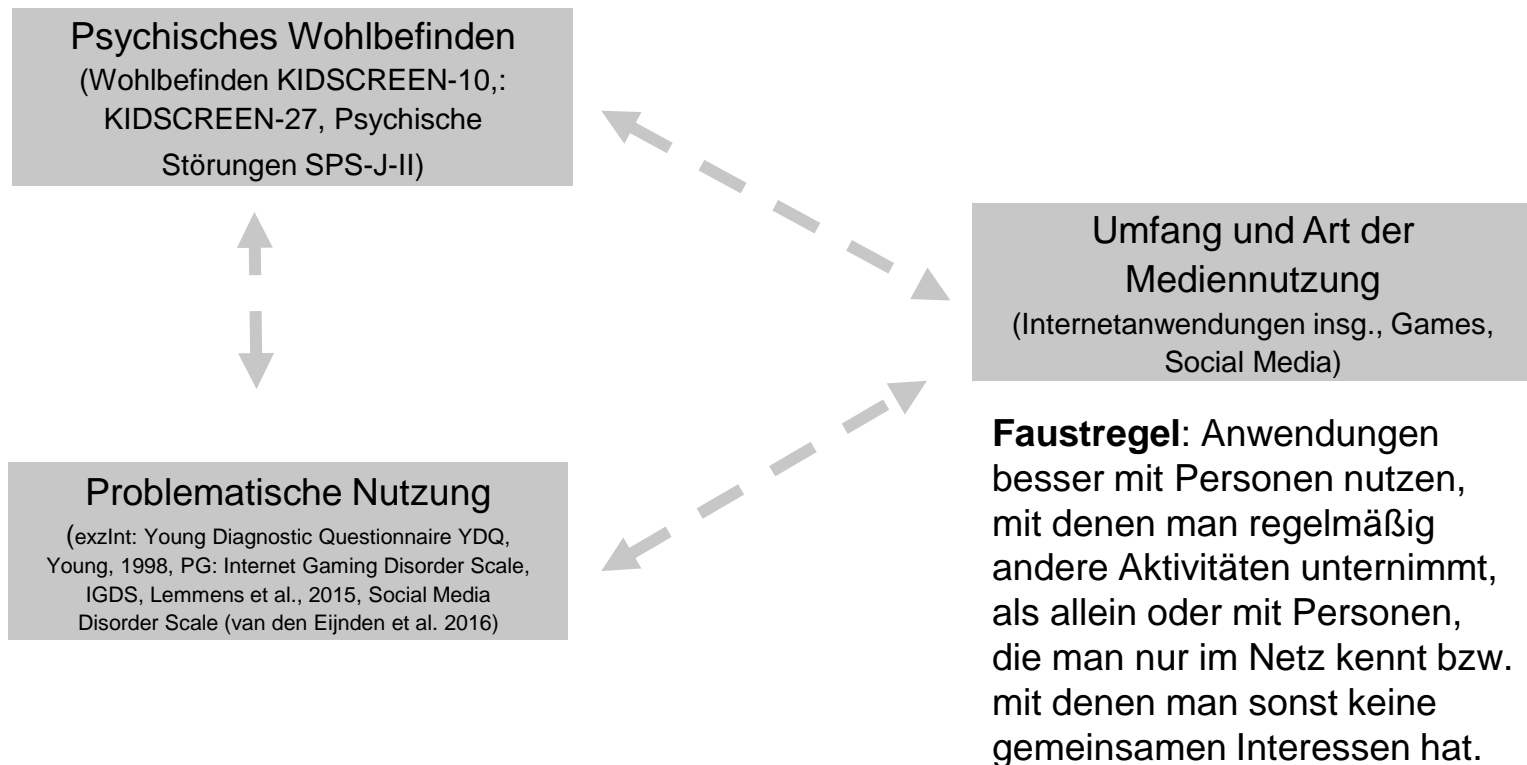 Psychisches Wohlbefinden
(Wohlbefinden KIDSCREEN-10,:
KIDSCREEN-27, Psychische
Störungen SPS-J-II)
Umfang und Art der
Mediennutzung
(Internetanwendungen insg., Games,
Social Media)
Problematische Nutzung
(exzInt: Young Diagnostic Questionnaire YDQ,
Young, 1998, PG: Internet Gaming Disorder Scale,
IGDS, Lemmens et al., 2015, Social Media
Disorder Scale (van den Eijnden et al. 2016)
Faustregel: Anwendungen
besser mit Personen nutzen,
mit denen man regelmäßig
andere Aktivitäten unternimmt,
als allein oder mit Personen,
die man nur im Netz kennt bzw.
mit denen man sonst keine
gemeinsamen Interessen hat.